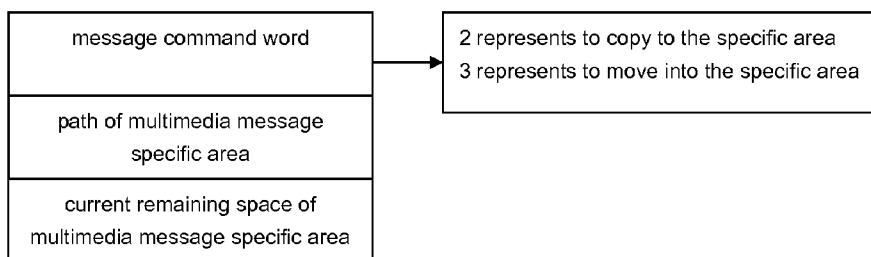 message command word
2 represents to copy to the specific area
3 represents to move into the specific area
path of multimedia message
specific area
current remaining space of
multimedia message specific area